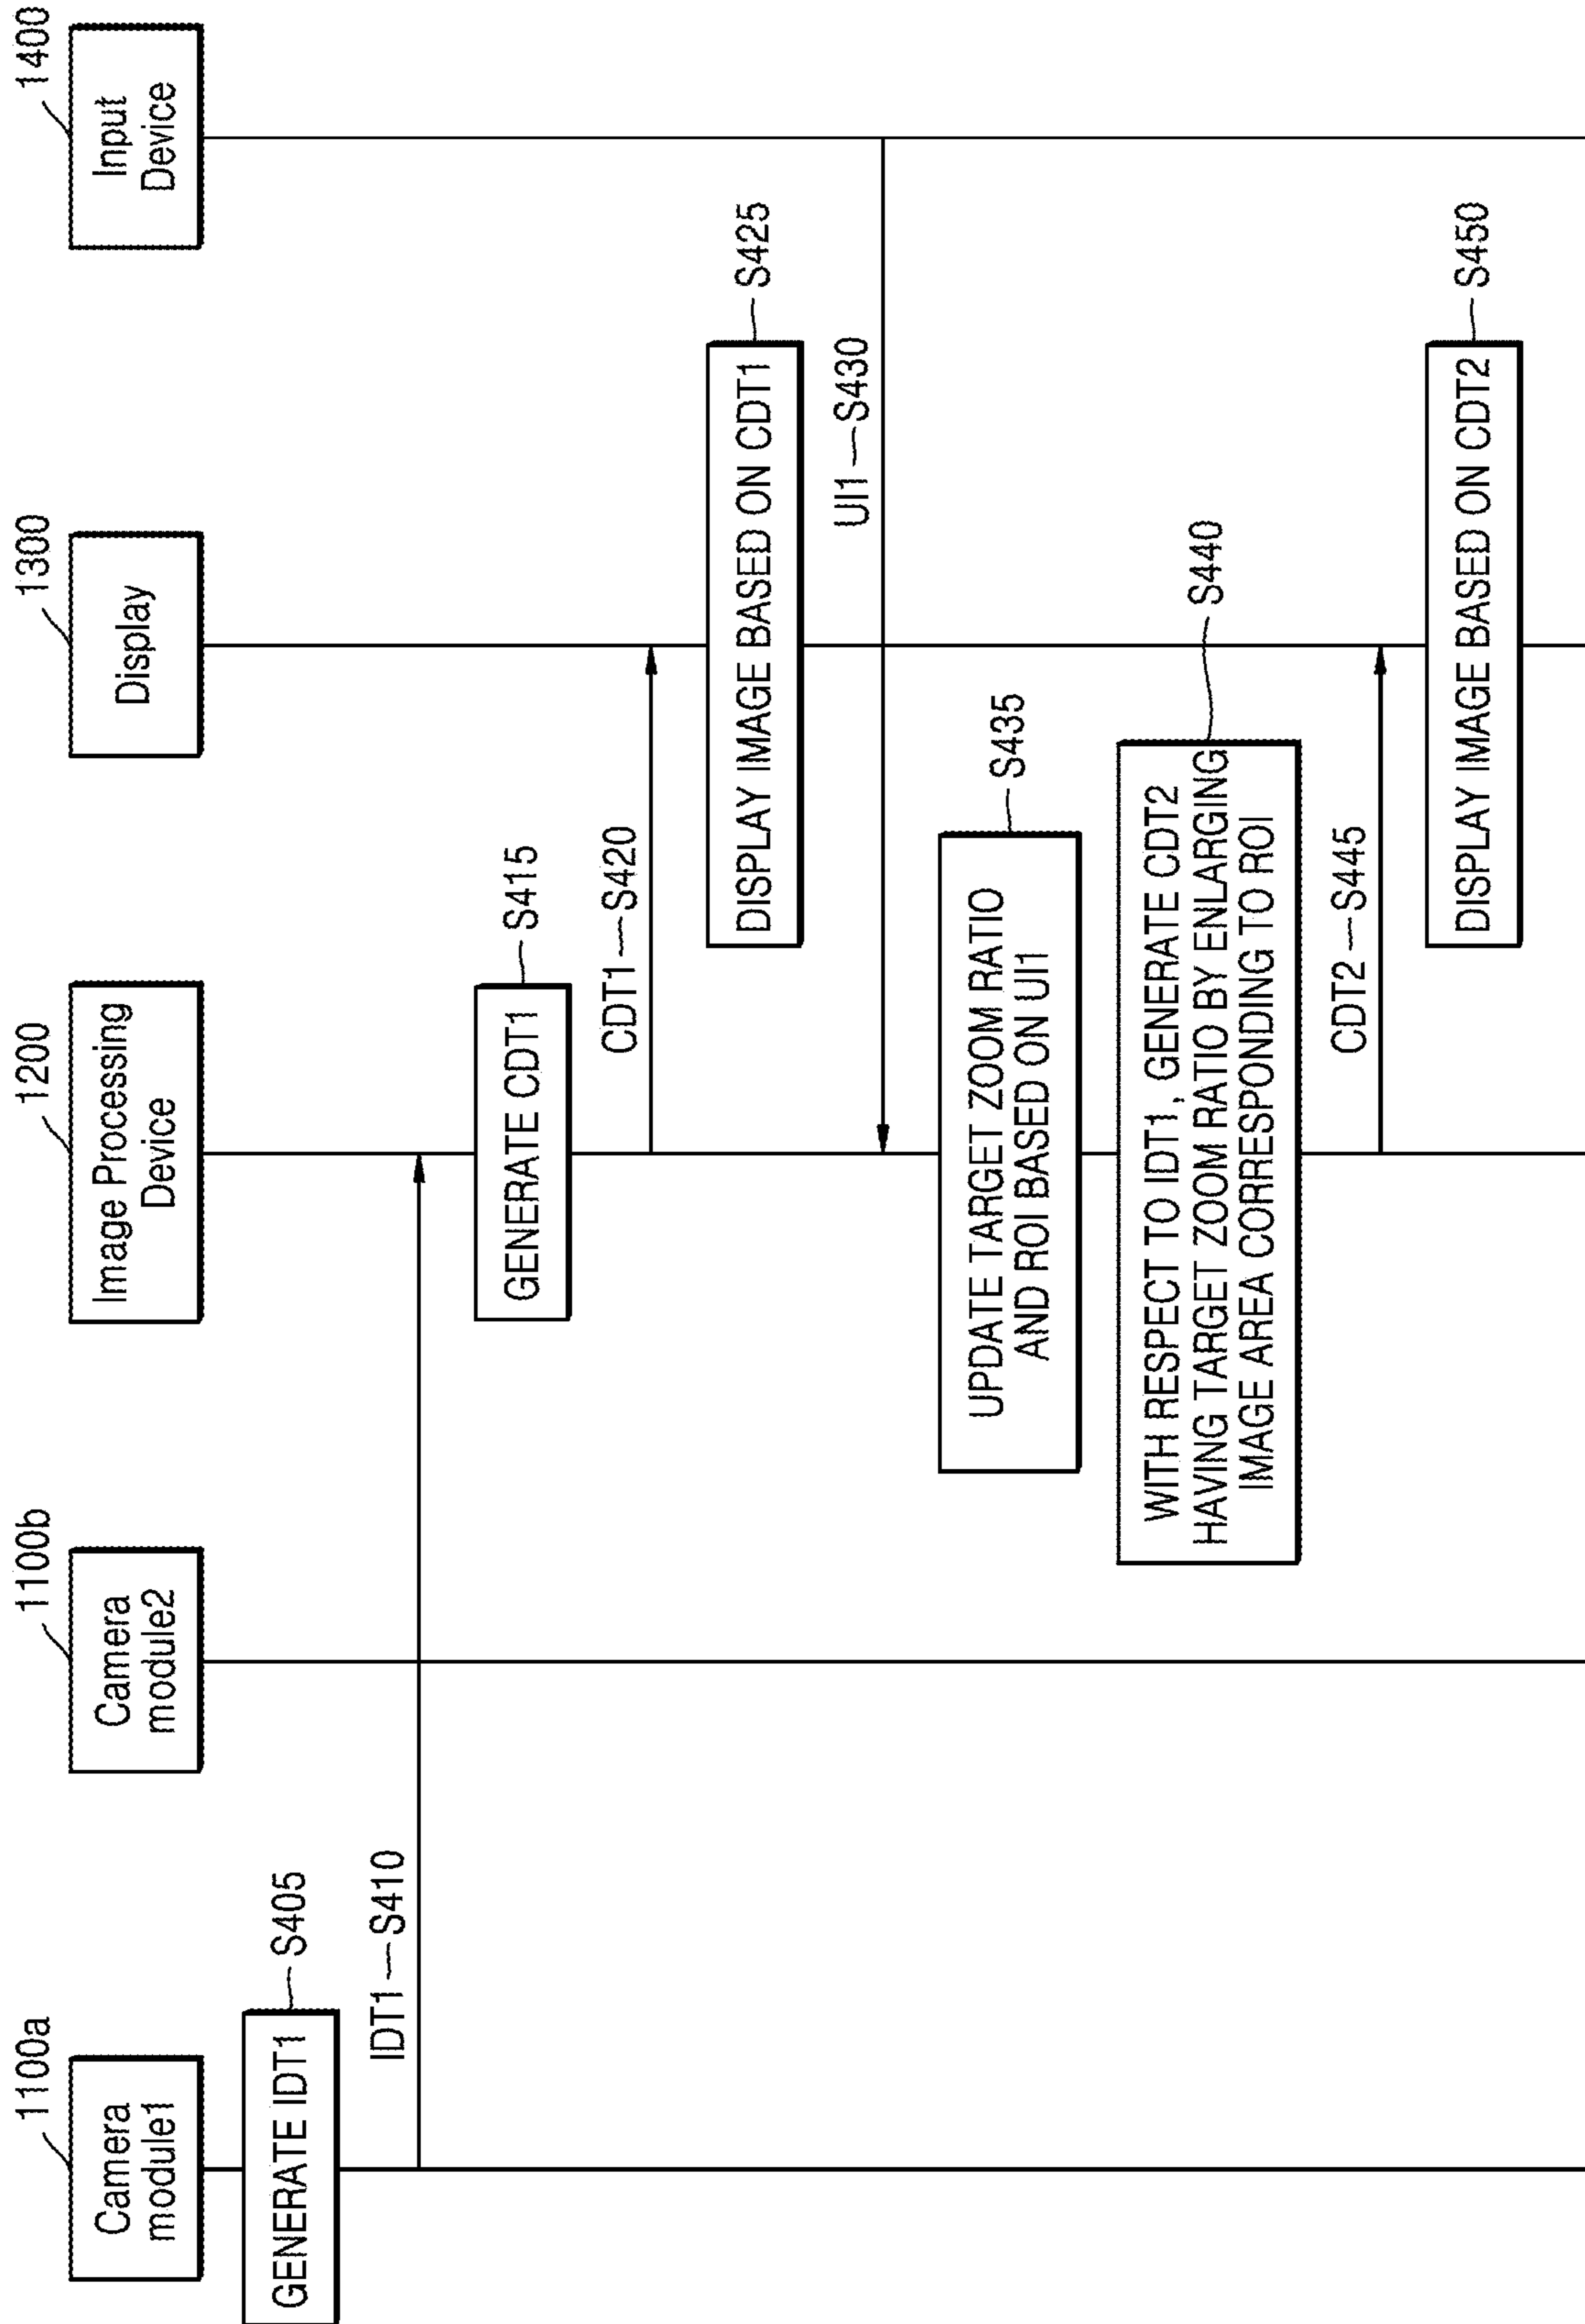 1100a
Camera
module1
1100b
Camera
module2
1200
Image Processing
Device
1300
Display
1400
Input
Device
GENERATE IDT1
S405
IDT1
S410
GENERATE CDT1
S415
CDT1
S420
DISPLAY IMAGE BASED ON CDT1
S425
UI1
S430
UPDATE TARGET ZOOM RATIO
AND ROI BASED ON UI1
S435
WITH RESPECT TO IDT1, GENERATE CDT2
HAVING TARGET ZOOM RATIO BY ENLARGING
IMAGE AREA CORRESPONDING TO ROI
S440
CDT2
S445
DISPLAY IMAGE BASED ON CDT2
S450